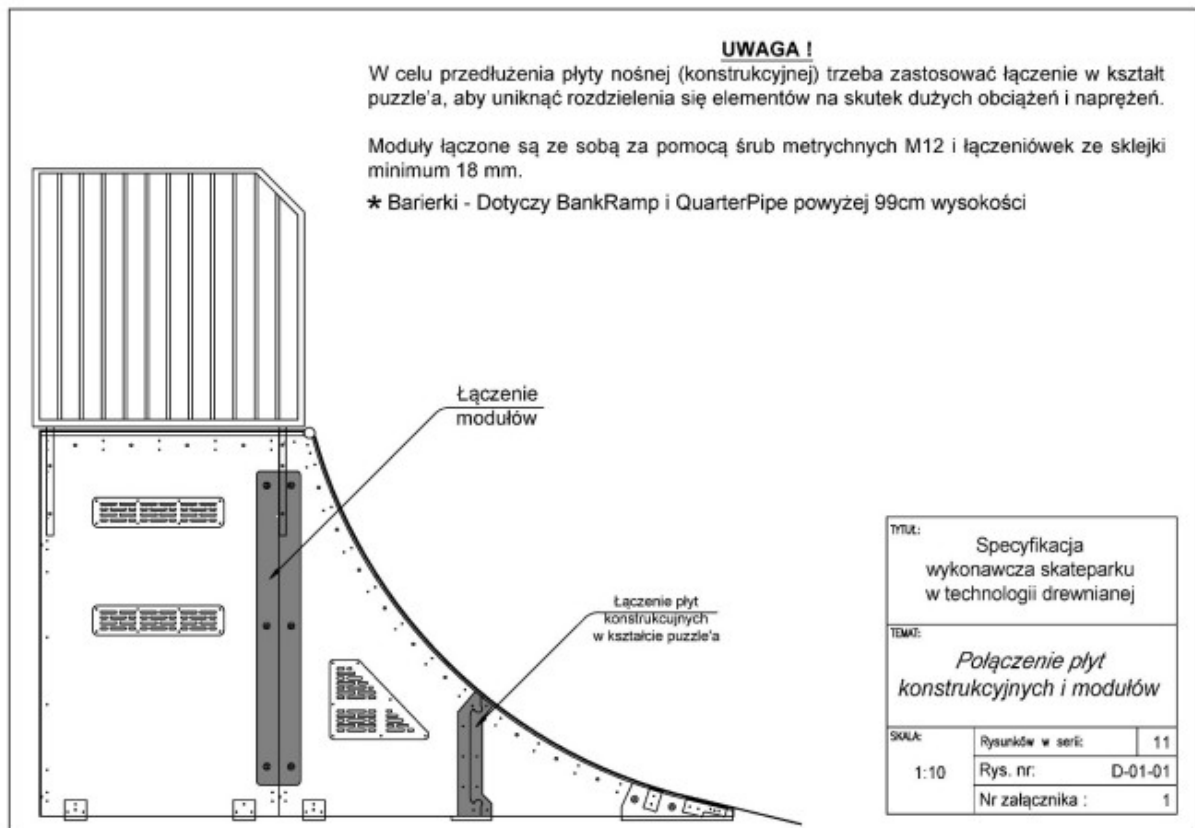 UWAGA !
W celu przedłużenia płyty nośnej (konstrukcyjnej) trzeba zastosować łączenie w kształt
puzzle'a, aby uniknąć rozdzielenia się elementów na skutek dużych obciążeń i naprężeń.
Moduły łączone są ze sobą za pomocą śrub metrychnych M12 i łączeniówek ze sklejki
minimum 18 mm.
* Barierki - Dotyczy BankRamp i QuarterPipe powyżej 99cm wysokości
Łączenie
modułów
Łączenie płyt
konstrukcujnych
w kształcie puzzle'a
TYTUŁ:
Specyfikacja
wykonawcza skateparku
w technologii drewnianej
TEMAT:
Połączenie płyt
konstrukcyjnych i modułów
SKALA:
1:10
Rysunków w serii: 11
Rys. nr: D-01-01
Nr załącznika : 1